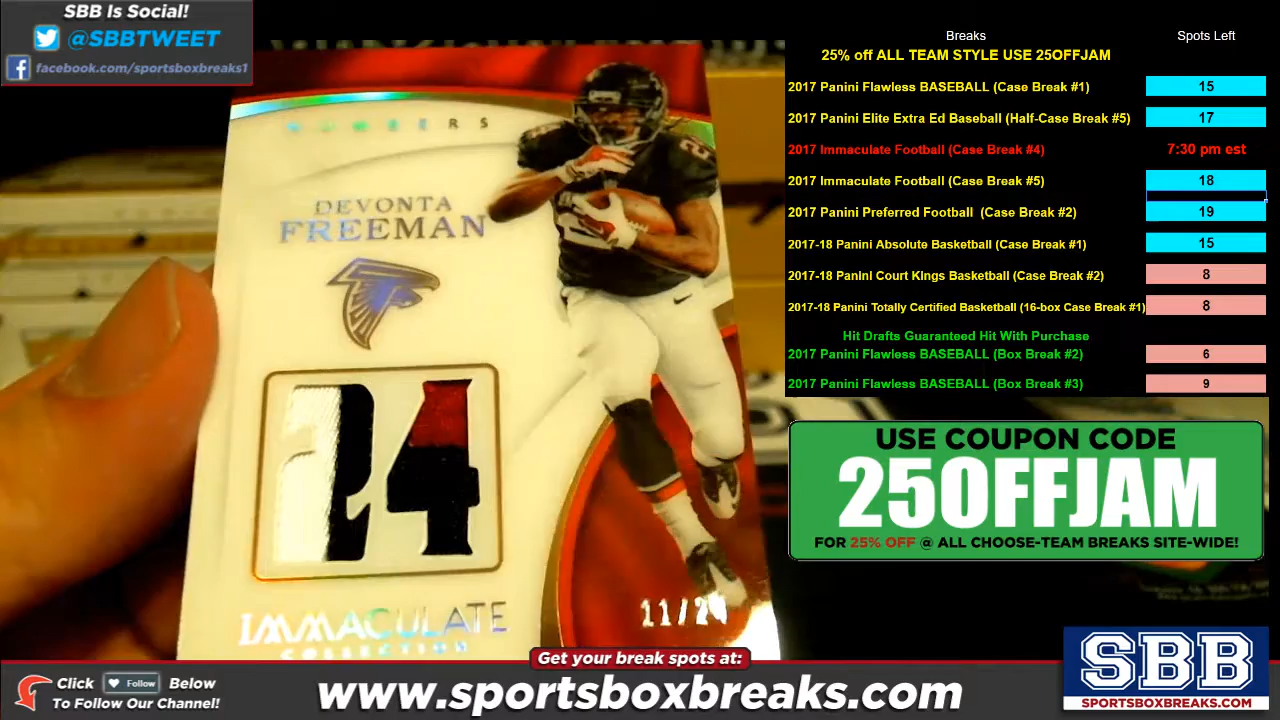 SBB Is Social!
@SBBTWEET
facebook.com/sportsboxbreaks1
NUMBERS
DEVONTA
FREEMAN
24
IMMACULATE
COLLECTION
11/24
Breaks Spots Left
25% off ALL TEAM STYLE USE 25OFFJAM
2017 Panini Flawless BASEBALL (Case Break #1) 15
2017 Panini Elite Extra Ed Baseball (Half-Case Break #5) 17
2017 Immaculate Football (Case Break #4) 7:30 pm est
2017 Immaculate Football (Case Break #5) 18
2017 Panini Preferred Football (Case Break #2) 19
2017-18 Panini Absolute Basketball (Case Break #1) 15
2017-18 Panini Court Kings Basketball (Case Break #2) 8
2017-18 Panini Totally Certified Basketball (16-box Case Break #1) 8
Hit Drafts Guaranteed Hit With Purchase
2017 Panini Flawless BASEBALL (Box Break #2) 6
2017 Panini Flawless BASEBALL (Box Break #3) 9
USE COUPON CODE
25OFFJAM
FOR 25% OFF @ ALL CHOOSE-TEAM BREAKS SITE-WIDE!
Get your break spots at:
Click Follow Below
To Follow Our Channel!
www.sportsboxbreaks.com
SBB
SPORTSBOXBREAKS.COM